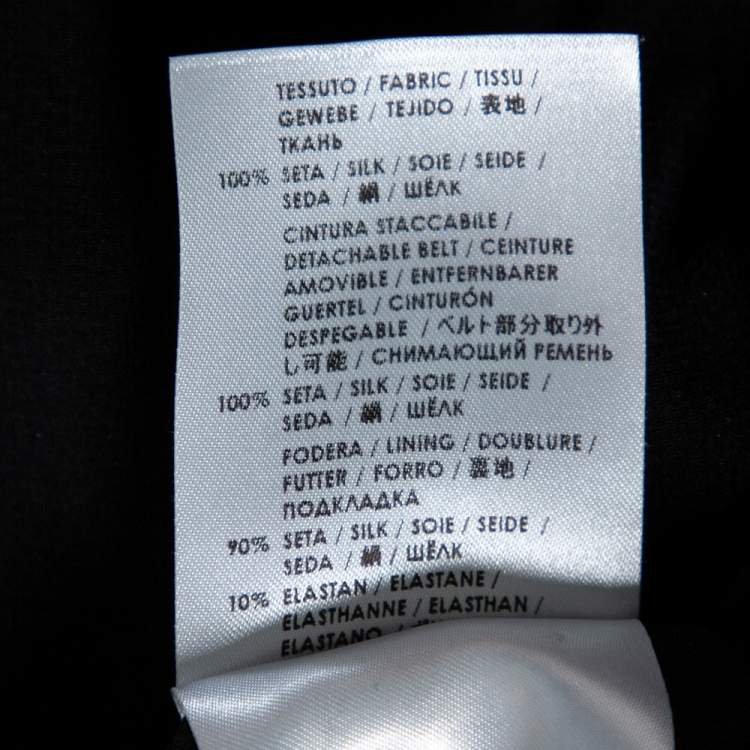 TESSUTO / FABRIC / TISSU /
GEWEBE / TEJIDO / 表地 /
ТКАНЬ
100% SETA / SILK / SOIE / SEIDE /
SEDA / 絹 / ШЁЛК
CINTURA STACCABILE /
DETACHABLE BELT / CEINTURE
AMOVIBLE / ENTFERNBARER
GUERTEL / CINTURÓN
DESPEGABLE / ベルト部分取り外
し可能 / СНИМАЮЩИЙ РЕМЕНЬ
100% SETA / SILK / SOIE / SEIDE /
SEDA / 絹 / ШЁЛК
FODERA / LINING / DOUBLURE /
FUTTER / FORRO / 裏地 /
ПОДКЛАДКА
90% SETA / SILK / SOIE / SEIDE /
SEDA / 絹 / ШЁЛК
10% ELASTAN / ELASTANE /
ELASTHANNE / ELASTHAN /
ELASTANO /